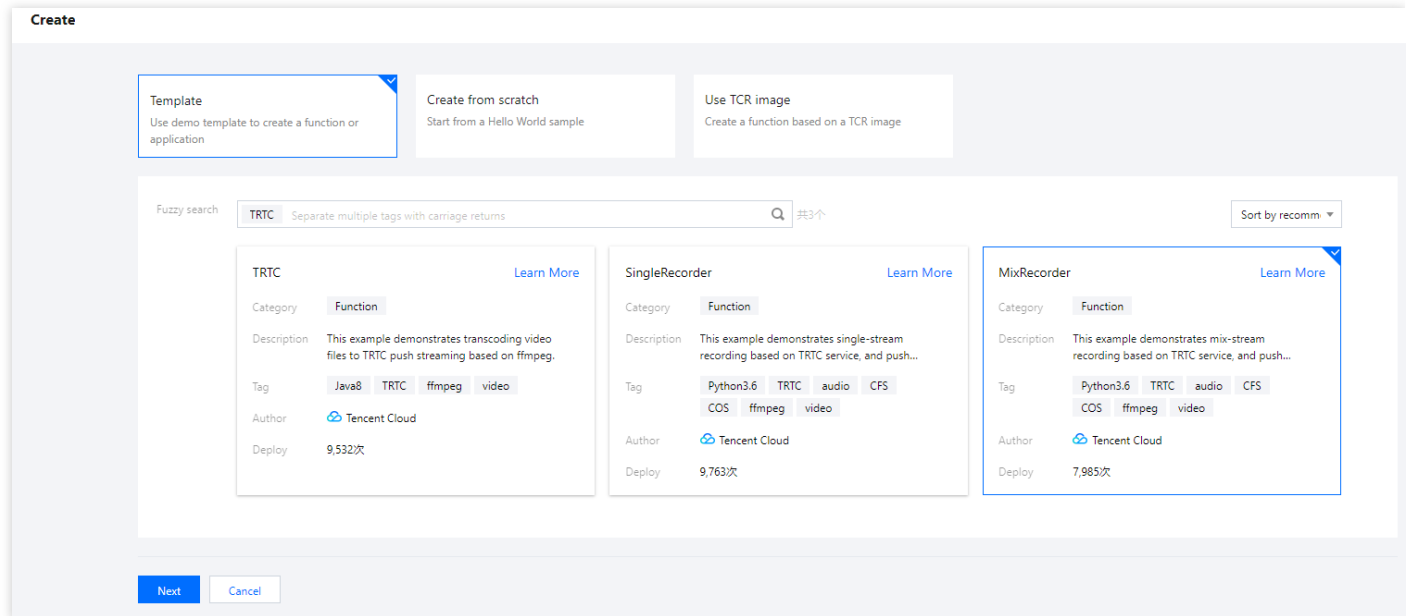 Create
Template
Use demo template to create a function or
application
Create from scratch
Start from a Hello World sample
Use TCR image
Create a function based on a TCR image
Fuzzy search
TRTC Separate multiple tags with carriage returns
共3个
Sort by recomm
TRTC Learn More
Category Function
Description This example demonstrates transcoding video
files to TRTC push streaming based on ffmpeg.
Tag Java8 TRTC ffmpeg video
Author Tencent Cloud
Deploy 9,532次
SingleRecorder Learn More
Category Function
Description This example demonstrates single-stream
recording based on TRTC service, and push...
Tag Python3.6 TRTC audio CFS
COS ffmpeg video
Author Tencent Cloud
Deploy 9,763次
MixRecorder Learn More
Category Function
Description This example demonstrates mix-stream
recording based on TRTC service, and push...
Tag Python3.6 TRTC audio CFS
COS ffmpeg video
Author Tencent Cloud
Deploy 7,985次
Next Cancel